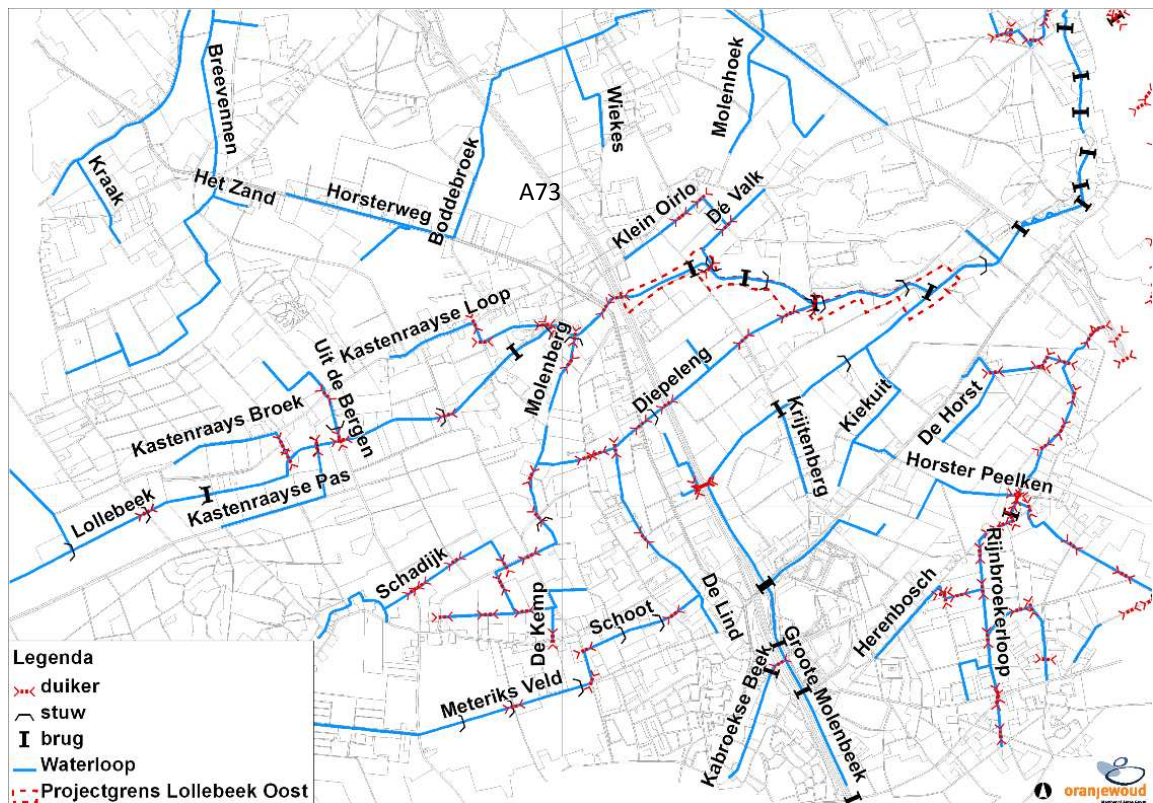 Breevennen
Kraak
Het Zand
Horsterweg
Boddebroek
Wiekes
Molenhoek
A73
Klein Oirlo
De Valk
Kastenraayse Loop
Molenberg
Uit de Bergen
Kastenraays Broek
Diepeleng
Krijtenberg
Kiekuit
De Horst
Horster Peelken
Lollebeek
Kastenraayse Pas
Schadijk
De Kemp
Schoot
De Lind
Meteriks Veld
Kabroekse Beek
Groote Molenbeek
Herenbosch
Rijnbroekerloop
Legenda
duiker
stuw
brug
Waterloop
Projectgrens Lollebeek Oost
oranjewoud